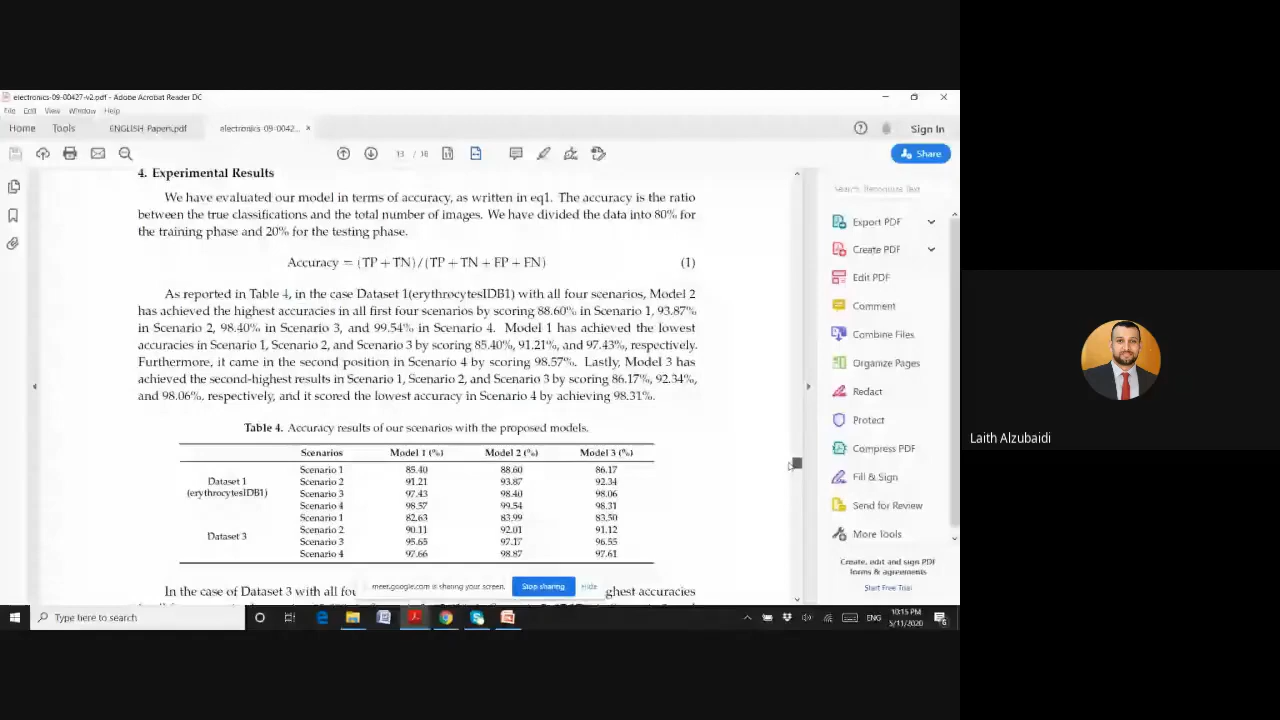 electronics-09-00427-v2.pdf - Adobe Acrobat Reader DC
File Edit View Window Help
Home Tools ENGLISH Papers.pdf electronics-09-0042... × Sign In
13 / 18 Share
4. Experimental Results
We have evaluated our model in terms of accuracy, as written in eq1. The accuracy is the ratio
between the true classifications and the total number of images. We have divided the data into 80% for
the training phase and 20% for the testing phase.
Accuracy = (TP + TN)/(TP + TN + FP + FN) (1)
As reported in Table 4, in the case Dataset 1(erythrocytesIDB1) with all four scenarios, Model 2
has achieved the highest accuracies in all first four scenarios by scoring 88.60% in Scenario 1, 93.87%
in Scenario 2, 98.40% in Scenario 3, and 99.54% in Scenario 4. Model 1 has achieved the lowest
accuracies in Scenario 1, Scenario 2, and Scenario 3 by scoring 85.40%, 91.21%, and 97.43%, respectively.
Furthermore, it came in the second position in Scenario 4 by scoring 98.57%. Lastly, Model 3 has
achieved the second-highest results in Scenario 1, Scenario 2, and Scenario 3 by scoring 86.17%, 92.34%,
and 98.06%, respectively, and it scored the lowest accuracy in Scenario 4 by achieving 98.31%.
Table 4. Accuracy results of our scenarios with the proposed models.
Scenarios Model 1 (%) Model 2 (%) Model 3 (%)
Dataset 1
(erythrocytesIDB1)
Scenario 1 85.40 88.60 86.17
Scenario 2 91.21 93.87 92.34
Scenario 3 97.43 98.40 98.06
Scenario 4 98.57 99.54 98.31
Dataset 3
Scenario 1 82.63 83.99 83.50
Scenario 2 90.11 92.01 91.12
Scenario 3 95.65 97.17 96.55
Scenario 4 97.66 98.87 97.61
In the case of Dataset 3 with all fou
ghest accuracies
meet.google.com is sharing your screen. Stop sharing Hide
Search 'Recognize Text'
Export PDF
Create PDF
Edit PDF
Comment
Combine Files
Organize Pages
Redact
Protect
Compress PDF
Fill & Sign
Send for Review
More Tools
Create, edit and sign PDF
forms & agreements
Start Free Trial
Type here to search
ENG
10:15 PM
5/11/2020
Laith Alzubaidi